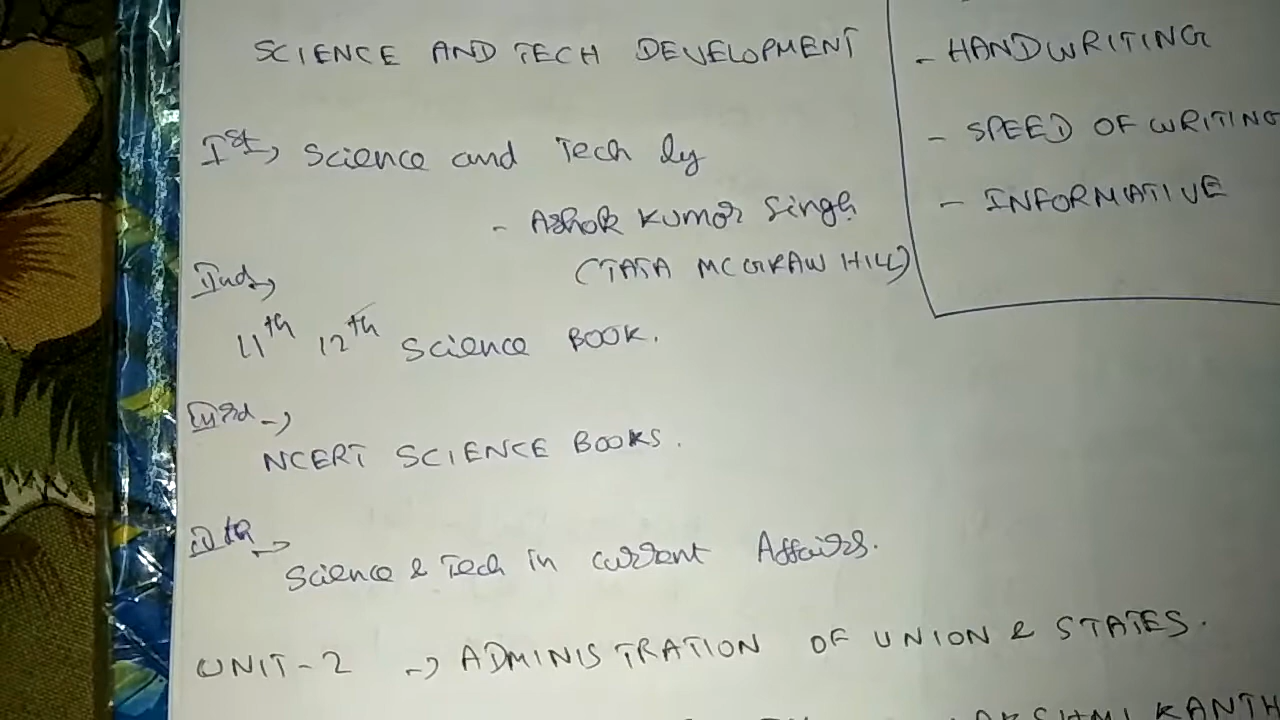 SCIENCE AND TECH DEVELOPMENT
Ist, Science and Tech by
- Ashok Kumar Singh
(TATA MCGRAW HILL)
IInd,
11th 12th Science BOOK.
IIIrd →
NCERT SCIENCE BOOKS.
IVth →
Science & Tech in current Affairs.
UNIT-2 → ADMINISTRATION OF UNION & STATES.
KANTH
- HANDWRITING
- SPEED OF WRITING
- INFORMATIVE